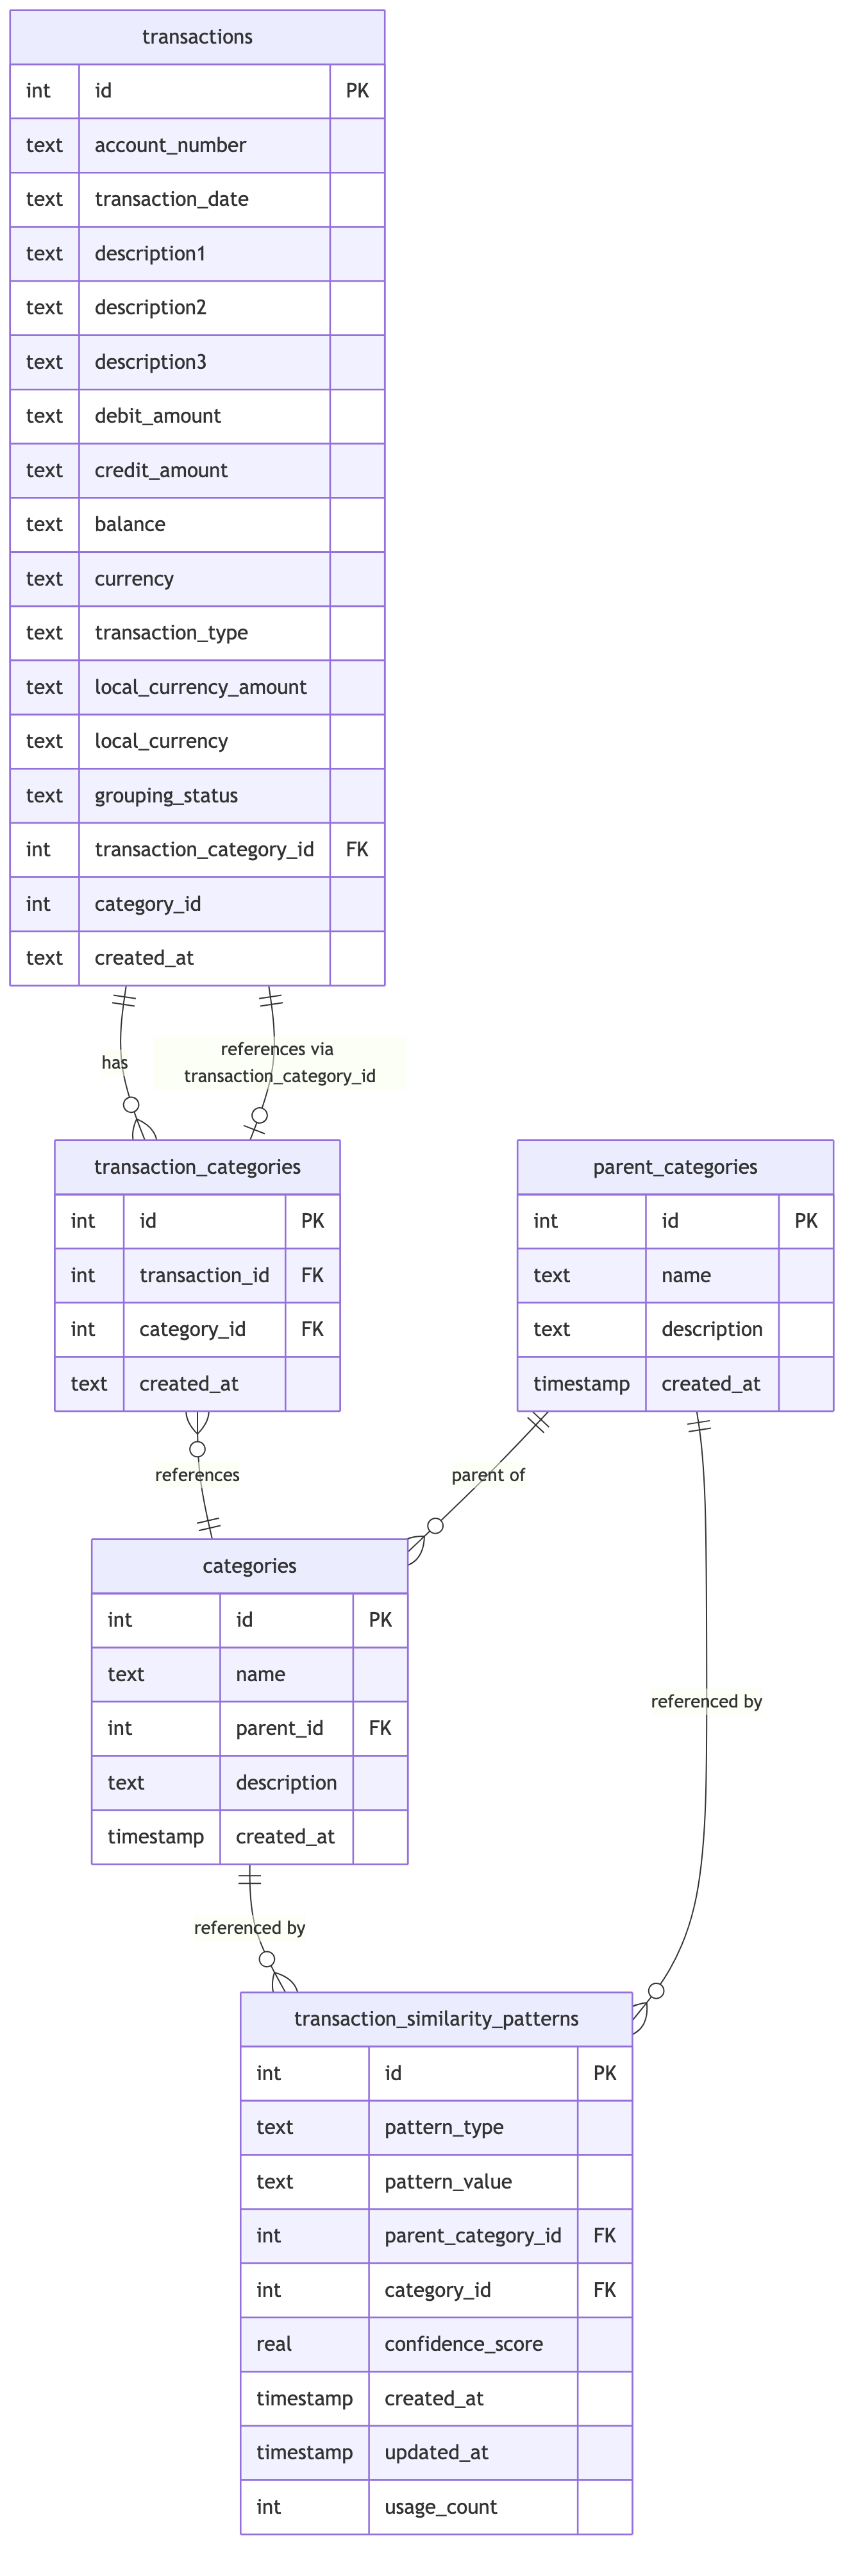 transactions
int id PK
text account_number
text transaction_date
text description1
text description2
text description3
text debit_amount
text credit_amount
text balance
text currency
text transaction_type
text local_currency_amount
text local_currency
text grouping_status
int transaction_category_id FK
int category_id
text created_at
has
references via
transaction_category_id
transaction_categories
int id PK
int transaction_id FK
int category_id FK
text created_at
parent_categories
int id PK
text name
text description
timestamp created_at
references
parent of
categories
int id PK
text name
int parent_id FK
text description
timestamp created_at
referenced by
referenced by
transaction_similarity_patterns
int id PK
text pattern_type
text pattern_value
int parent_category_id FK
int category_id FK
real confidence_score
timestamp created_at
timestamp updated_at
int usage_count